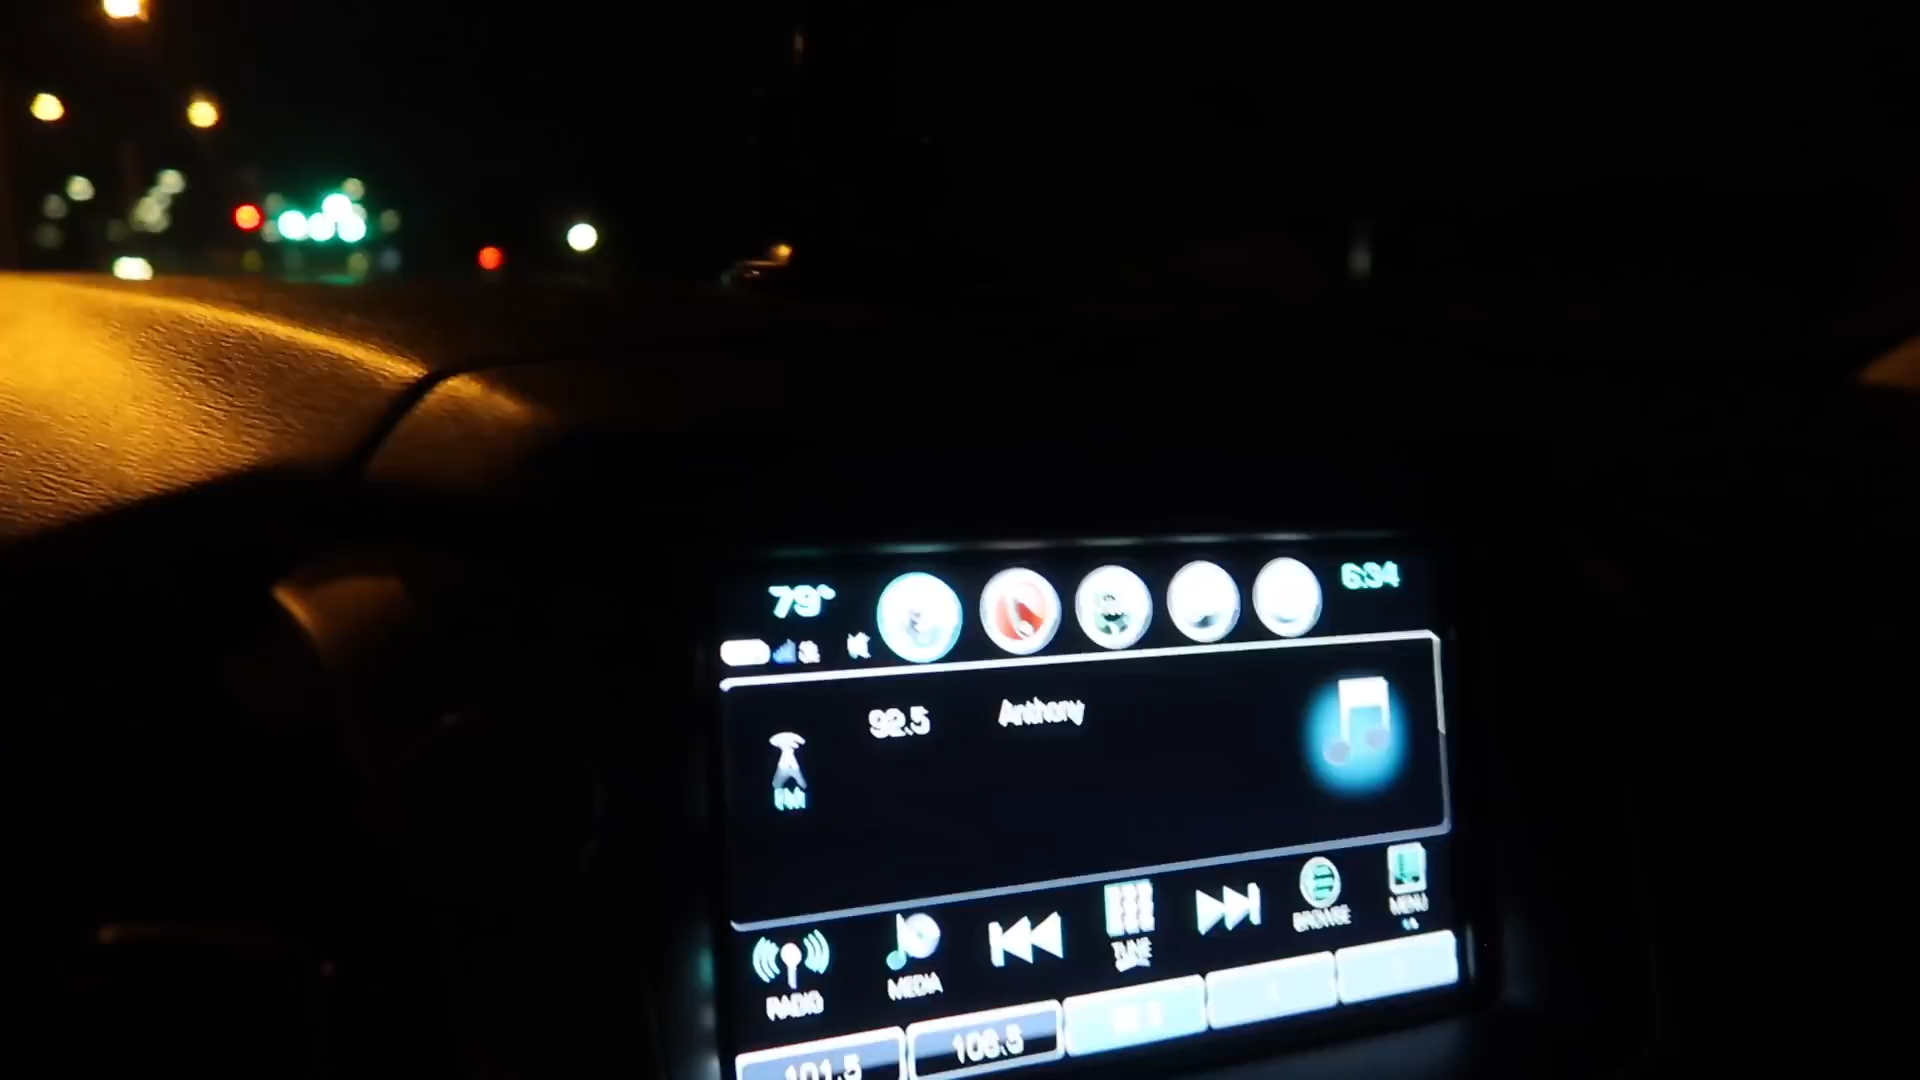 79°
6:34
92.5
Anthony
FM
RADIO
MEDIA
TUNE
BROWSE
MENU
101.5
106.5